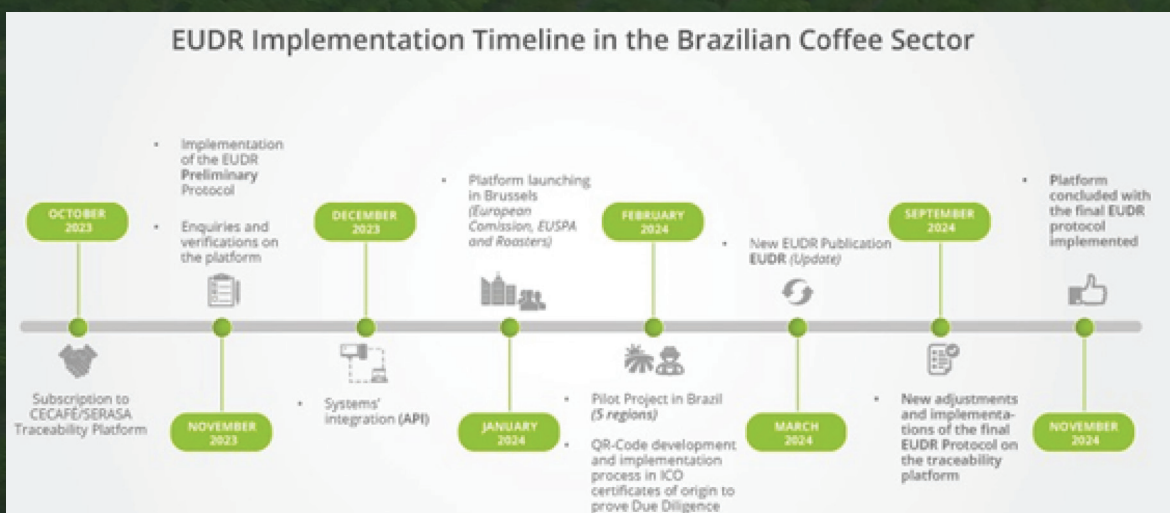 EUDR Implementation Timeline in the Brazilian Coffee Sector
OCTOBER
2023
Subscription to
CECAFÉ/SERASA
Traceability Platform
• Implementation
of the EUDR
Preliminary
Protocol
• Enquiries and
verifications on
the platform
NOVEMBER
2023
DECEMBER
2023
• Systems'
integration (API)
• Platform launching
in Brussels
(European
Comission, EUSPA
and Roasters)
JANUARY
2024
FEBRUARY
2024
• Pilot Project in Brazil
(5 regions)
• QR-Code development
and implementation
process in ICO
certificates of origin to
prove Due Diligence
• New EUDR Publication
EUDR (Update)
MARCH
2024
SEPTEMBER
2024
• New adjustments
and implementa-
tions of the final
EUDR Protocol on
the traceability
platform
• Platform
concluded with
the final EUDR
protocol
implemented
NOVEMBER
2024